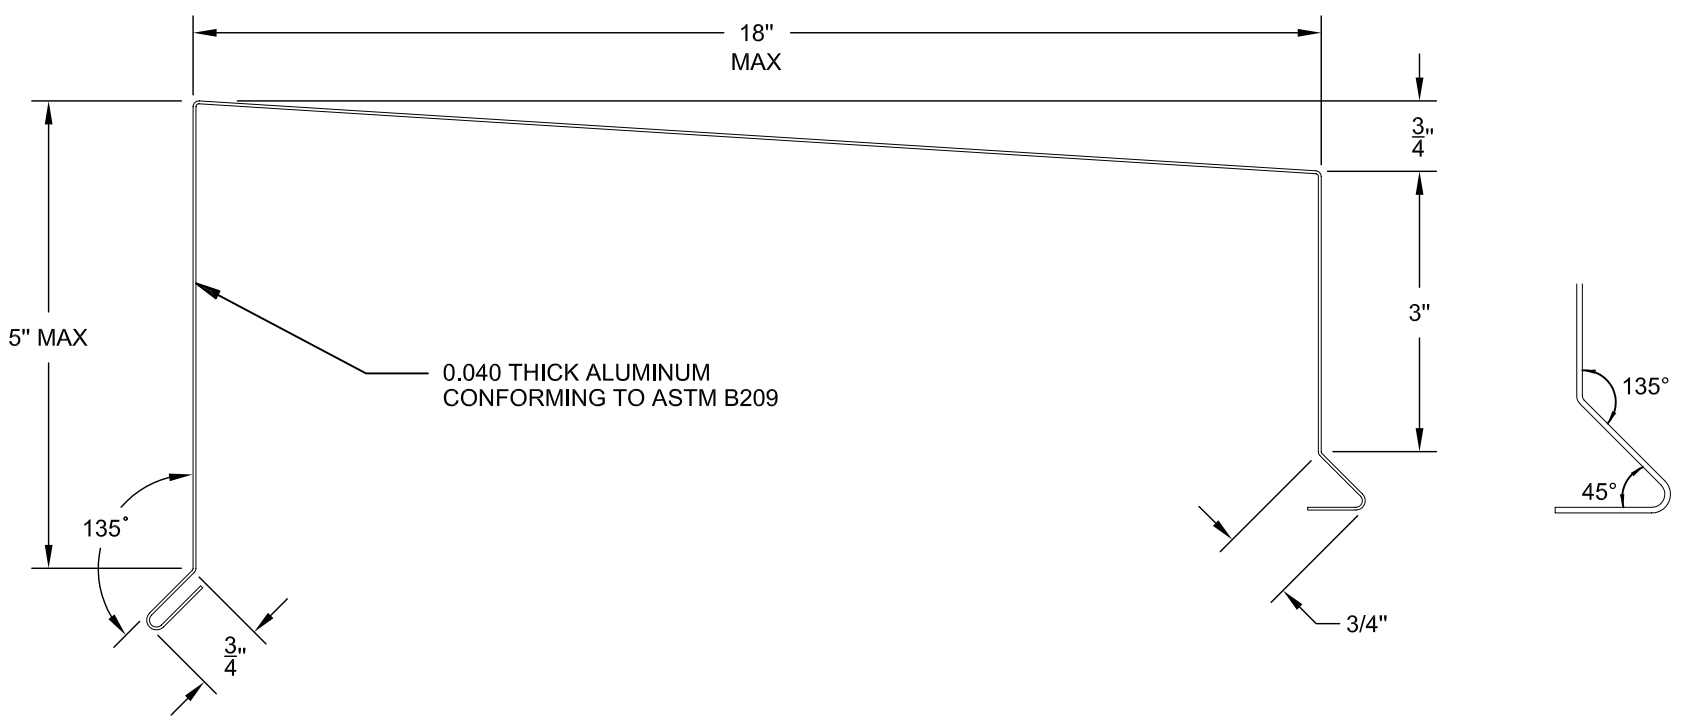 18"
MAX
3/4"
5" MAX
3"
0.040 THICK ALUMINUM
CONFORMING TO ASTM B209
135°
45°
135°
3/4"
3/4"